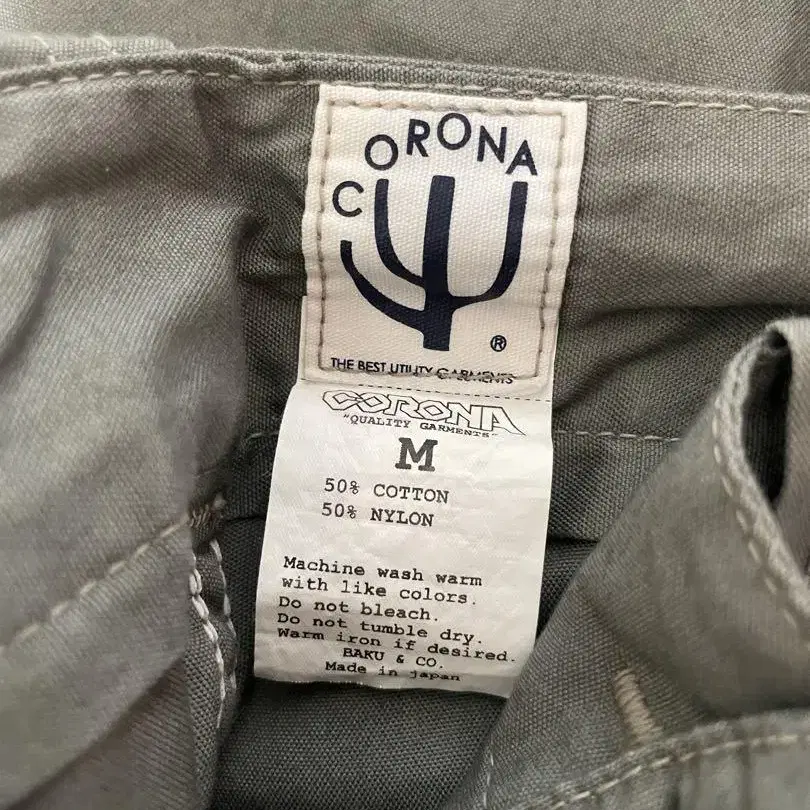 CORONA
®
THE BEST UTILITY GARMENTS
CORONA
"QUALITY GARMENTS"
M
50% COTTON
50% NYLON
Machine wash warm
with like colors.
Do not bleach.
Do not tumble dry.
Warm iron if desired.
BAKU & CO.
Made in japan